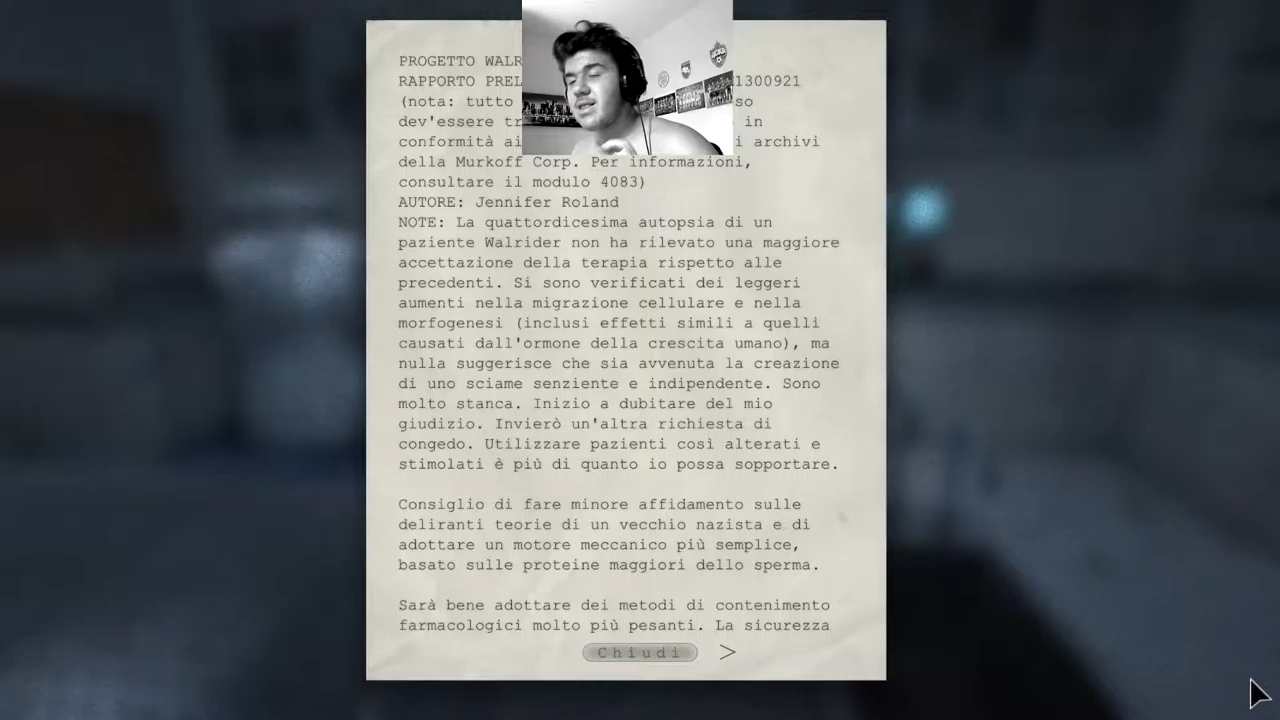 PROGETTO WALR
RAPPORTO PREL 1300921
(nota: tutto so
dev'essere tr in
conformità ai i archivi
della Murkoff Corp. Per informazioni,
consultare il modulo 4083)
AUTORE: Jennifer Roland
NOTE: La quattordicesima autopsia di un
paziente Walrider non ha rilevato una maggiore
accettazione della terapia rispetto alle
precedenti. Si sono verificati dei leggeri
aumenti nella migrazione cellulare e nella
morfogenesi (inclusi effetti simili a quelli
causati dall'ormone della crescita umano), ma
nulla suggerisce che sia avvenuta la creazione
di uno sciame senziente e indipendente. Sono
molto stanca. Inizio a dubitare del mio
giudizio. Invierò un'altra richiesta di
congedo. Utilizzare pazienti così alterati e
stimolati è più di quanto io possa sopportare.
Consiglio di fare minore affidamento sulle
deliranti teorie di un vecchio nazista e di
adottare un motore meccanico più semplice,
basato sulle proteine maggiori dello sperma.
Sarà bene adottare dei metodi di contenimento
farmacologici molto più pesanti. La sicurezza
Chiudi >